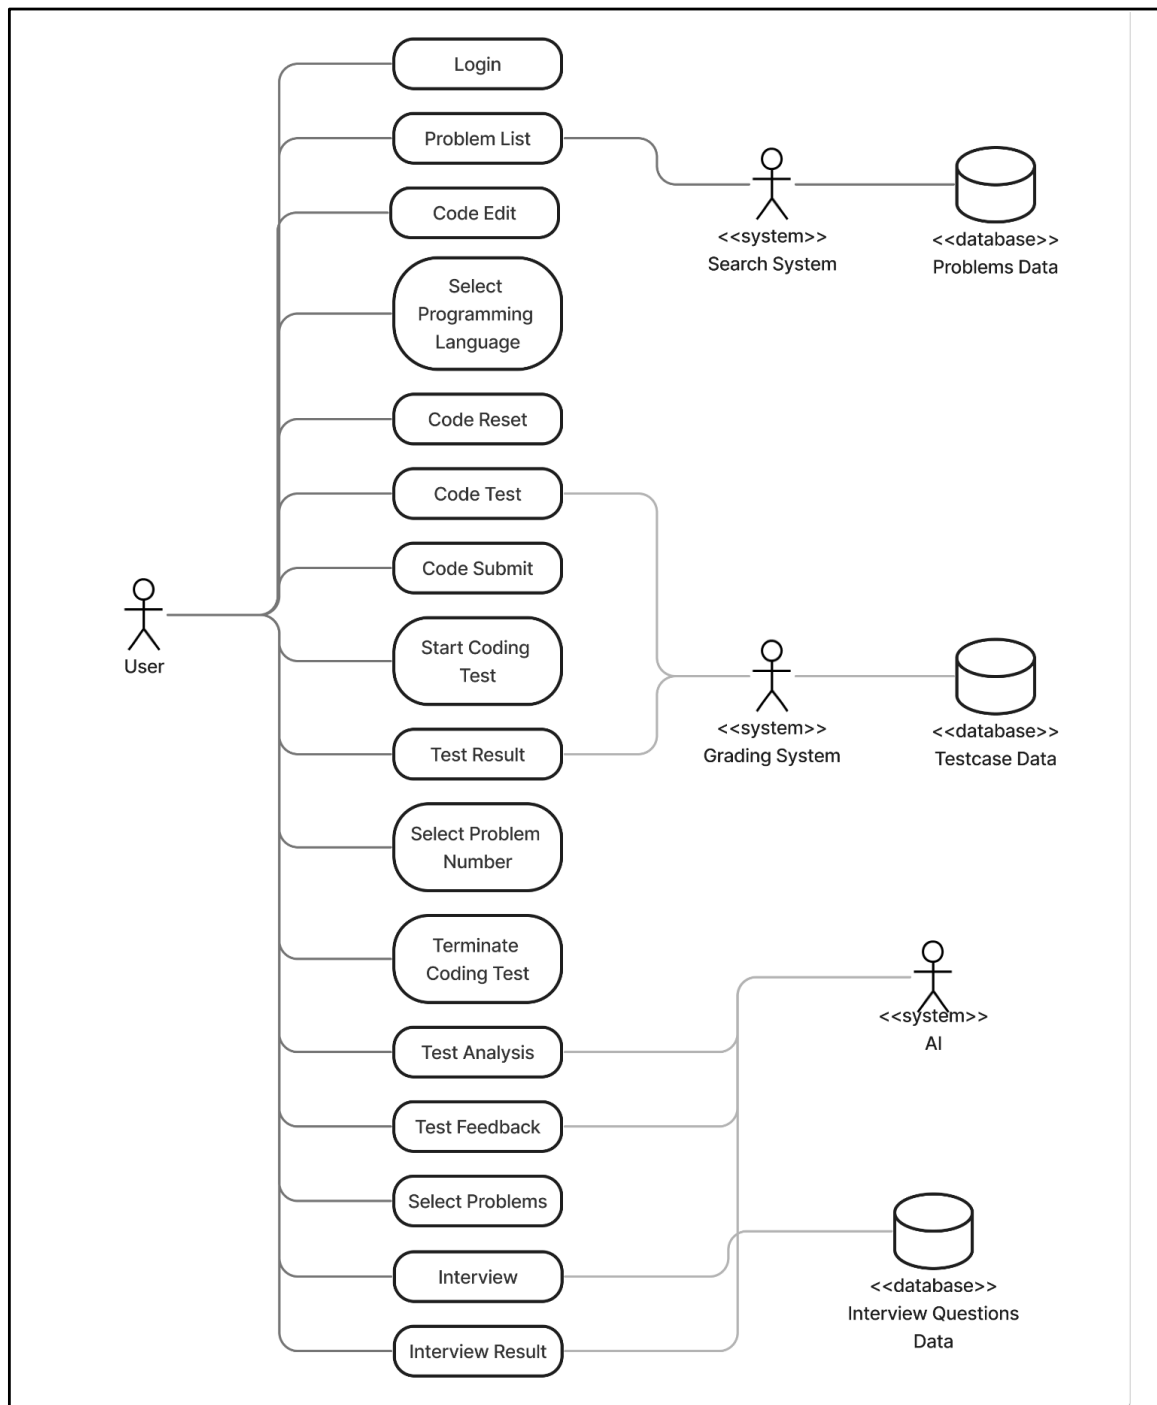 Login
Problem List
Code Edit
<<system>>
Search System
<<database>>
Problems Data
Select
Programming
Language
Code Reset
Code Test
Code Submit
User
Start Coding
Test
Test Result
<<system>>
Grading System
<<database>>
Testcase Data
Select Problem
Number
Terminate
Coding Test
<<system>>
AI
Test Analysis
Test Feedback
Select Problems
Interview
<<database>>
Interview Questions
Data
Interview Result